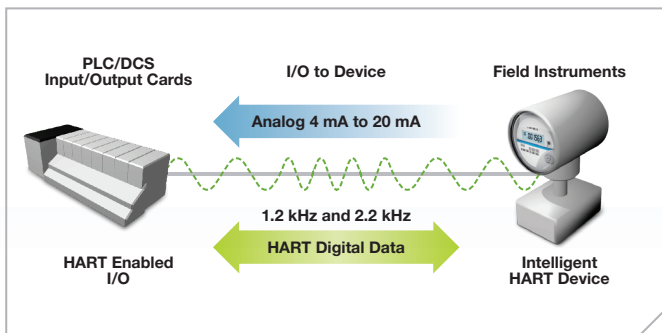 PLC/DCS
Input/Output Cards
I/O to Device
Field Instruments
Analog 4 mA to 20 mA
1.2 kHz and 2.2 kHz
HART Digital Data
HART Enabled
I/O
Intelligent
HART Device